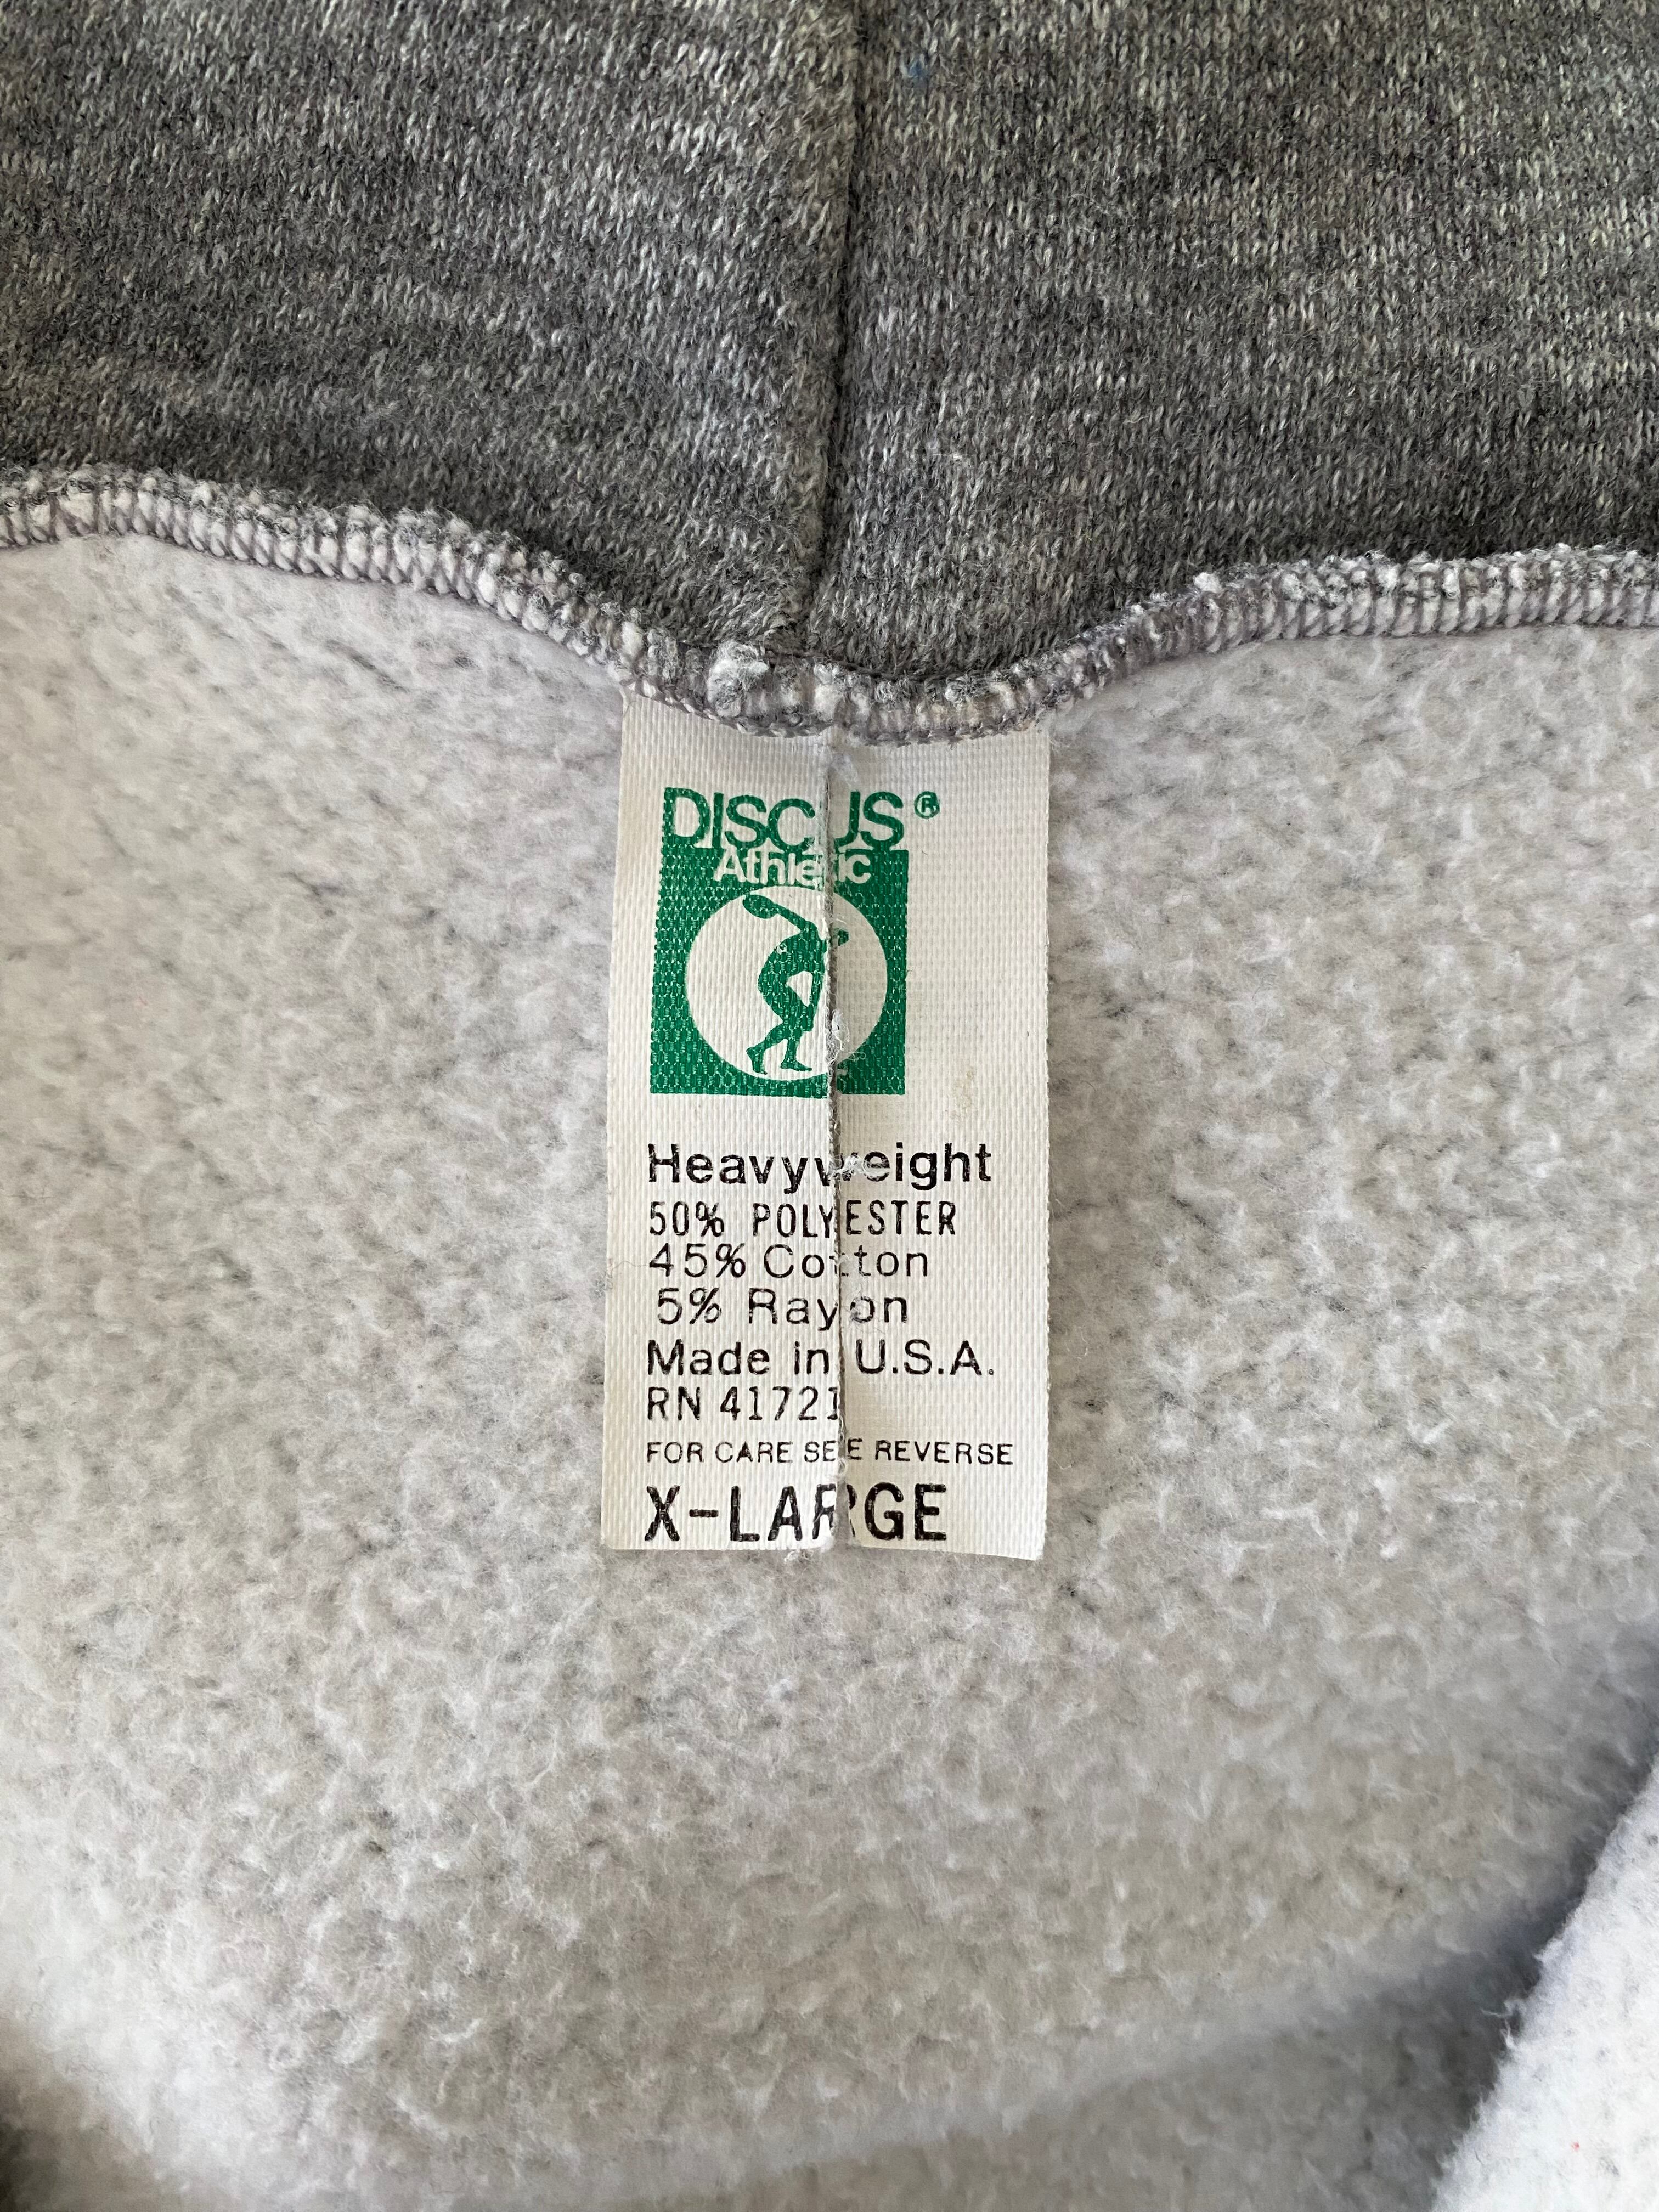 DISCUS®
Athletic
Heavyweight
50% POLYESTER
45% Cotton
5% Rayon
Made in U.S.A.
RN 41721
FOR CARE SEE REVERSE
X-LARGE